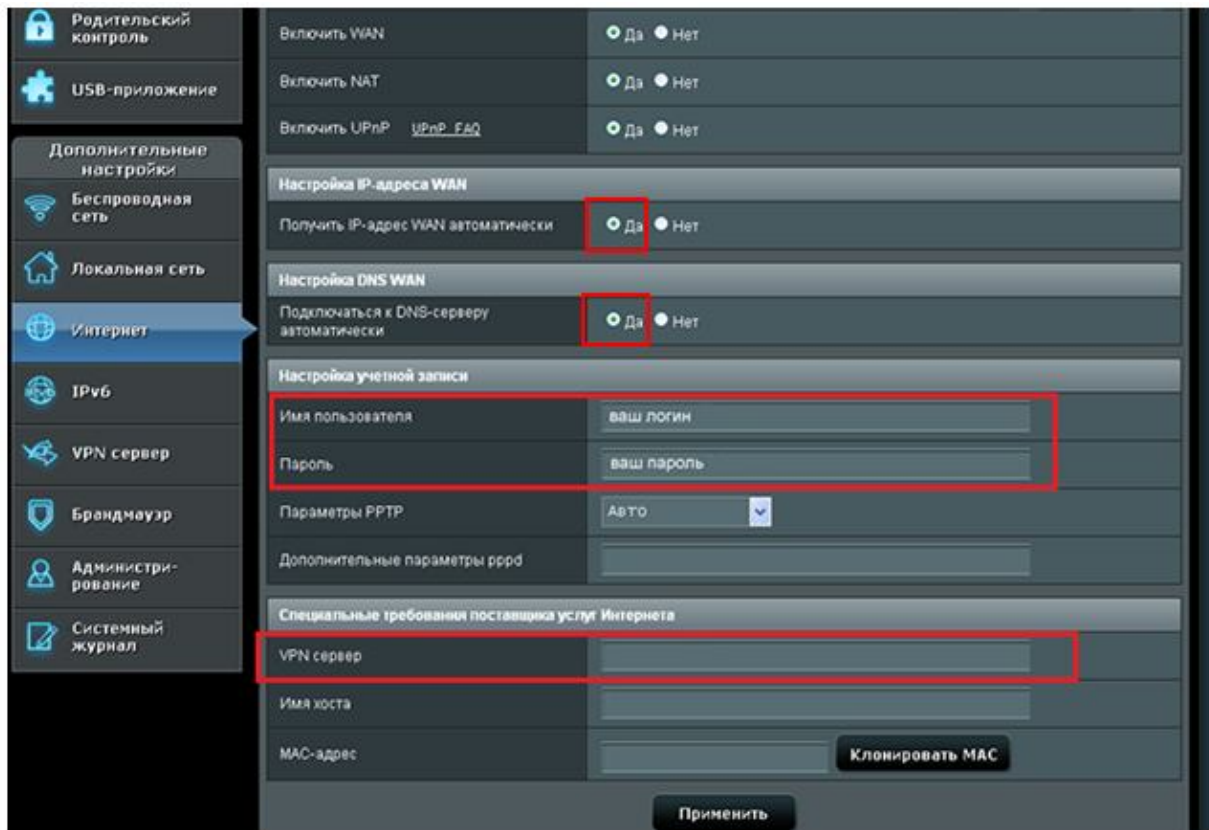 Родительский
контроль
USB-приложение
Дополнительные
настройки
Беспроводная
сеть
Локальная сеть
Интернет
IPv6
VPN сервер
Брандмауэр
Администри-
рование
Системный
журнал
Включить WAN Да Нет
Включить NAT Да Нет
Включить UPnP UPnP FAQ Да Нет
Настройка IP-адреса WAN
Получить IP-адрес WAN автоматически Да Нет
Настройка DNS WAN
Подключаться к DNS-серверу
автоматически Да Нет
Настройка учетной записи
Имя пользователя ваш логин
Пароль ваш пароль
Параметры PPTP Авто
Дополнительные параметры pppd
Специальные требования поставщика услуг Интернета
VPN сервер
Имя хоста
MAC-адрес Клонировать MAC
Применить